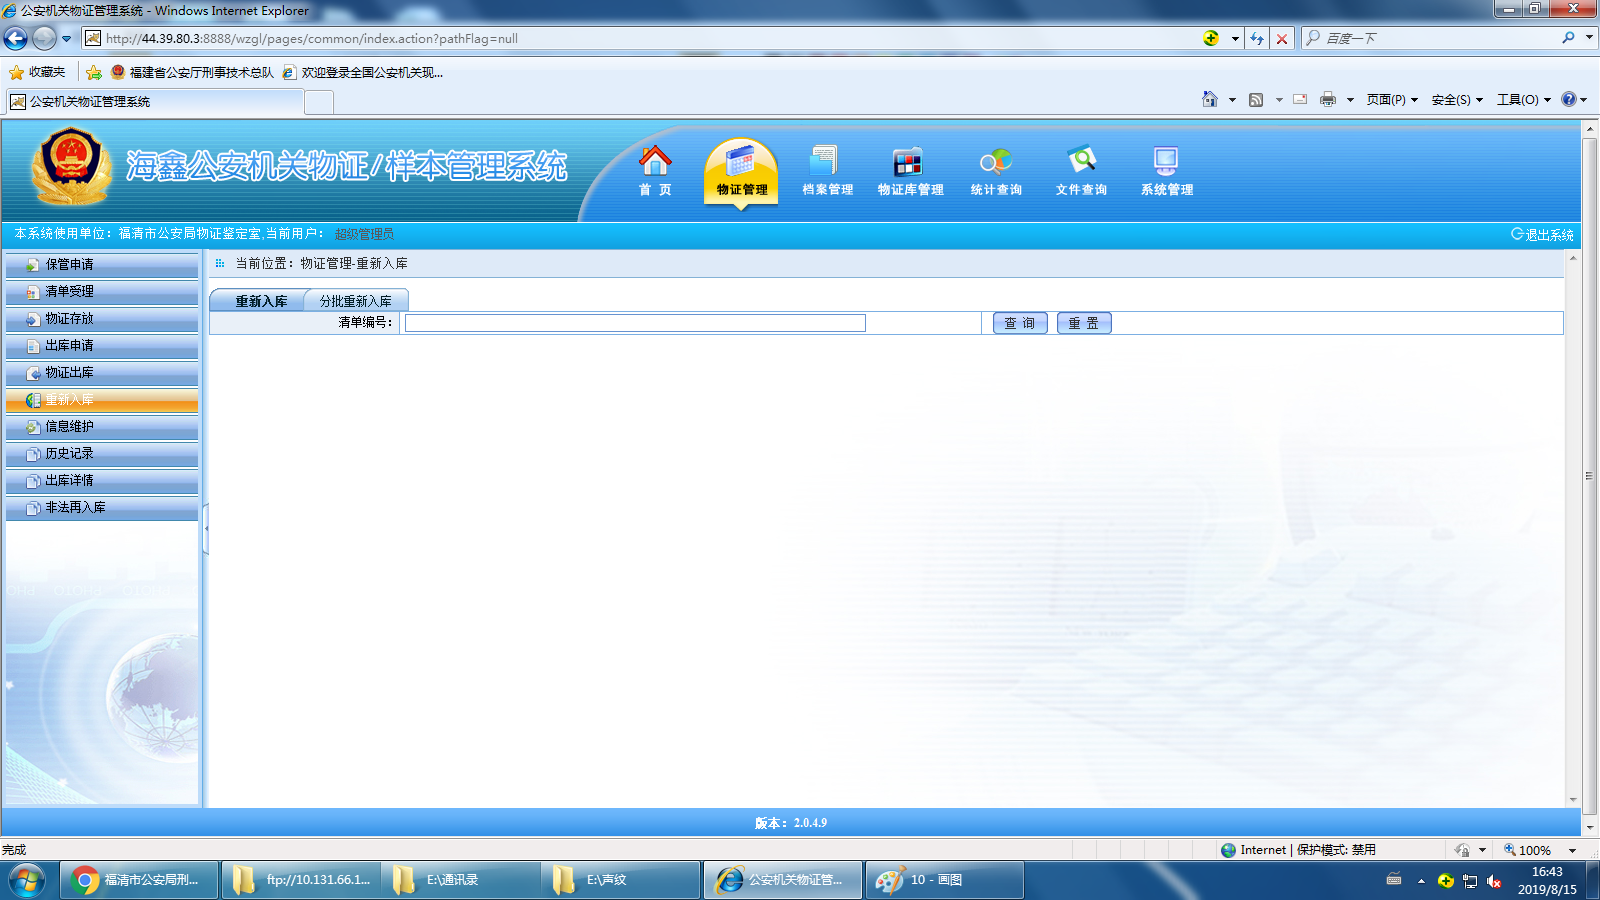 公安机关物证管理系统 - Windows Internet Explorer
http://44.39.80.3:8888/wzgl/pages/common/index.action?pathFlag=null
百度一下
收藏夹
福建省公安厅刑事技术总队
欢迎登录全国公安机关现...
公安机关物证管理系统
页面(P)
安全(S)
工具(O)
海鑫公安机关物证/样本管理系统
首 页
物证管理
档案管理
物证库管理
统计查询
文件查询
系统管理
本系统使用单位：福清市公安局物证鉴定室,当前用户： 超级管理员
退出系统
保管申请
清单受理
物证存放
出库申请
物证出库
重新入库
信息维护
历史记录
出库详情
非法再入库
当前位置：物证管理-重新入库
重新入库
分批重新入库
清单编号：
查 询
重 置
版本：2.0.4.9
完成
Internet | 保护模式: 禁用
100%
福清市公安局刑...
ftp://10.131.66.1...
E:\通讯录
E:\声纹
公安机关物证管...
10 - 画图
16:43
2019/8/15